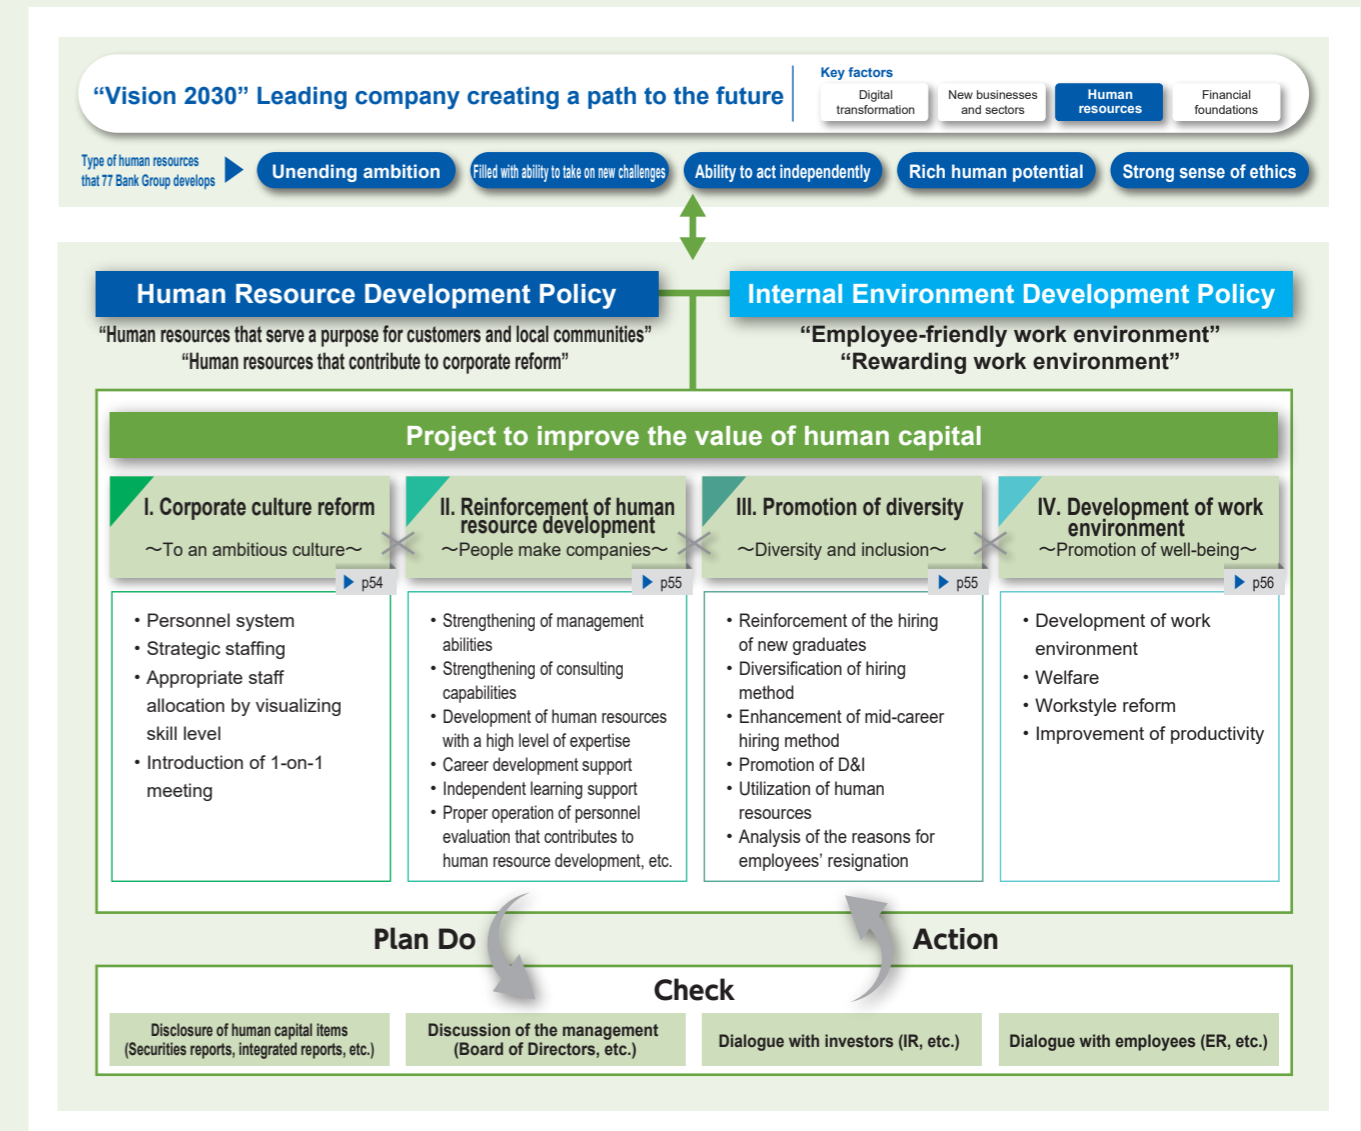 “Vision 2030” Leading company creating a path to the future
Key factors
Digital
transformation
New businesses
and sectors
Human
resources
Financial
foundations
Type of human resources
that 77 Bank Group develops
Unending ambition
Filled with ability to take on new challenges
Ability to act independently
Rich human potential
Strong sense of ethics
Human Resource Development Policy
“Human resources that serve a purpose for customers and local communities”
“Human resources that contribute to corporate reform”
Internal Environment Development Policy
“Employee-friendly work environment”
“Rewarding work environment”
Project to improve the value of human capital
I. Corporate culture reform
～To an ambitious culture～
p54
• Personnel system
• Strategic staffing
• Appropriate staff
allocation by visualizing
skill level
• Introduction of 1-on-1
meeting
II. Reinforcement of human
resource development
～People make companies～
p55
• Strengthening of management
abilities
• Strengthening of consulting
capabilities
• Development of human resources
with a high level of expertise
• Career development support
• Independent learning support
• Proper operation of personnel
evaluation that contributes to
human resource development, etc.
III. Promotion of diversity
～Diversity and inclusion～
p55
• Reinforcement of the hiring
of new graduates
• Diversification of hiring
method
• Enhancement of mid-career
hiring method
• Promotion of D&I
• Utilization of human
resources
• Analysis of the reasons for
employees’ resignation
IV. Development of work
environment
～Promotion of well-being～
p56
• Development of work
environment
• Welfare
• Workstyle reform
• Improvement of productivity
Plan Do
Action
Check
Disclosure of human capital items
(Securities reports, integrated reports, etc.)
Discussion of the management
(Board of Directors, etc.)
Dialogue with investors (IR, etc.)
Dialogue with employees (ER, etc.)